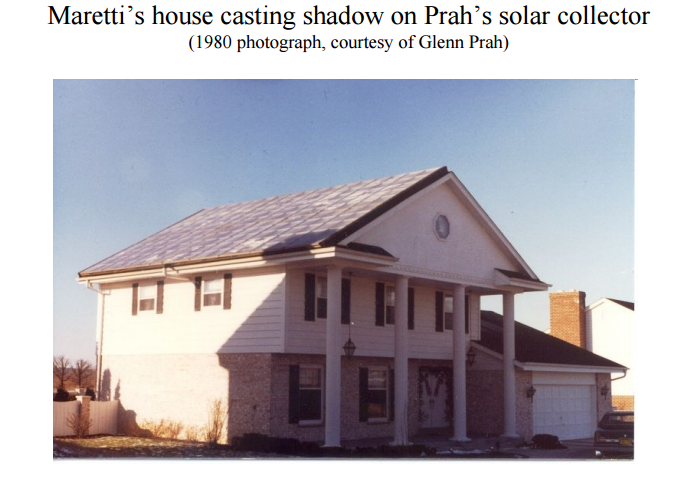 Maretti’s house casting shadow on Prah’s solar collector
(1980 photograph, courtesy of Glenn Prah)